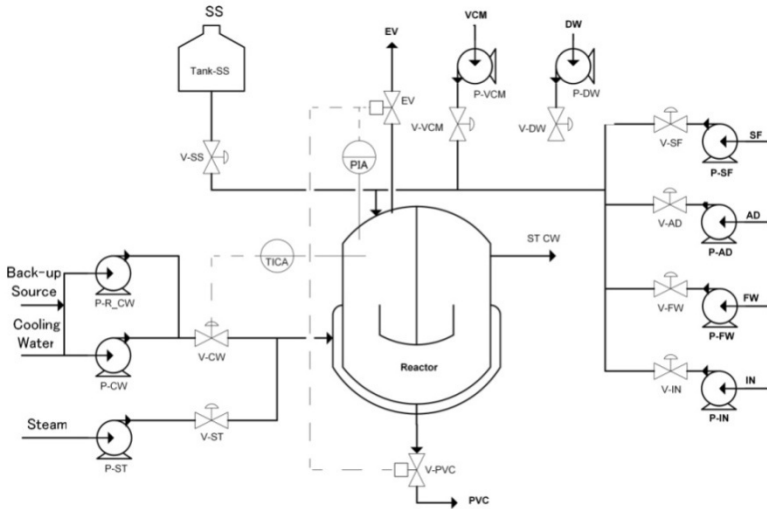 SS
Tank-SS
V-SS
EV
EV
VCM
P-VCM
V-VCM
DW
P-DW
V-DW
PIA
TICA
ST CW
V-SF
SF
P-SF
V-AD
AD
P-AD
V-FW
FW
P-FW
V-IN
IN
P-IN
Back-up
Source
P-R_CW
Cooling
Water
P-CW
V-CW
Steam
P-ST
V-ST
Reactor
V-PVC
PVC